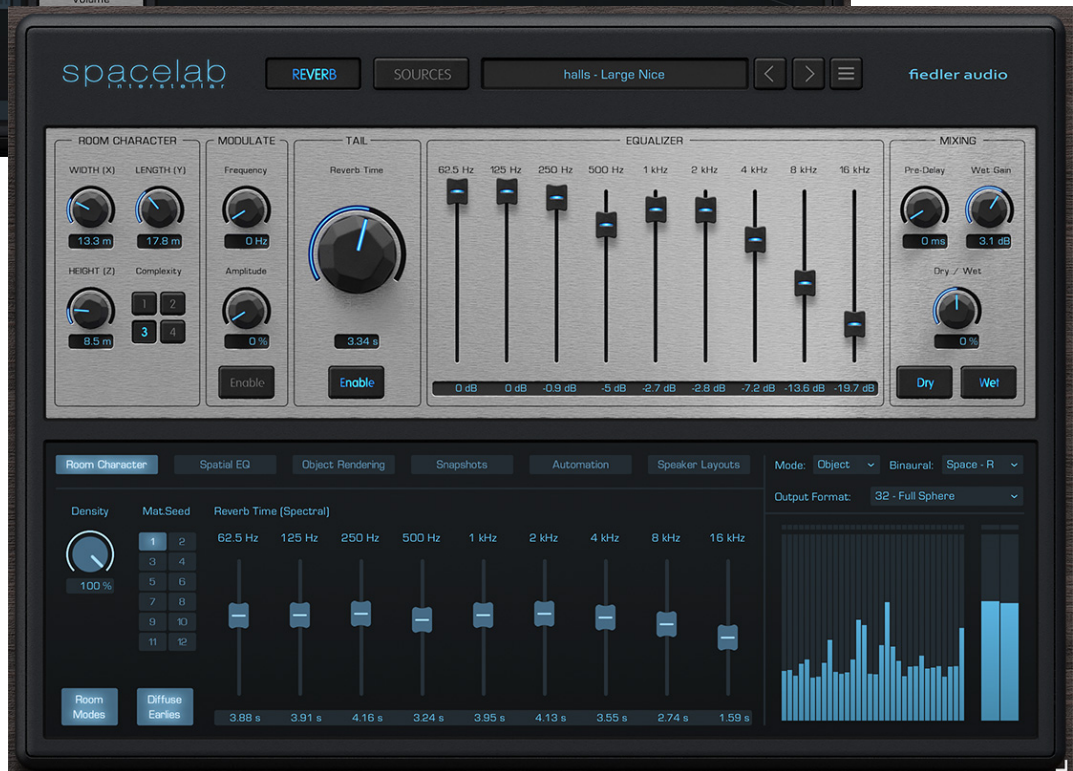 Volume
spacelab
interstellar
REVERB
SOURCES
halls - Large Nice
fiedler audio
ROOM CHARACTER
MODULATE
TAIL
EQUALIZER
MIXING
WIDTH (X)
LENGTH (Y)
Frequency
Reverb Time
62.5 Hz 125 Hz 250 Hz 500 Hz 1 kHz 2 kHz 4 kHz 8 kHz 16 kHz
Pre-Delay
Wet Gain
13.3 m
17.8 m
0 Hz
0 ms
3.1 dB
HEIGHT (Z)
Complexity
Amplitude
Dry / Wet
1 2
3 4
8.5 m
0 %
3.34 s
0 %
Enable
Enable
0 dB 0 dB -0.9 dB -5 dB -2.7 dB -2.8 dB -7.2 dB -13.6 dB -19.7 dB
Dry
Wet
Room Character
Spatial EQ
Object Rendering
Snapshots
Automation
Speaker Layouts
Mode: Object
Binaural: Space - R
Output Format: 32 - Full Sphere
Density
Mat.Seed
Reverb Time (Spectral)
62.5 Hz 125 Hz 250 Hz 500 Hz 1 kHz 2 kHz 4 kHz 8 kHz 16 kHz
1 2
3 4
5 6
7 8
9 10
11 12
100 %
Room
Modes
Diffuse
Earlies
3.88 s 3.91 s 4.16 s 3.24 s 3.95 s 4.13 s 3.55 s 2.74 s 1.59 s